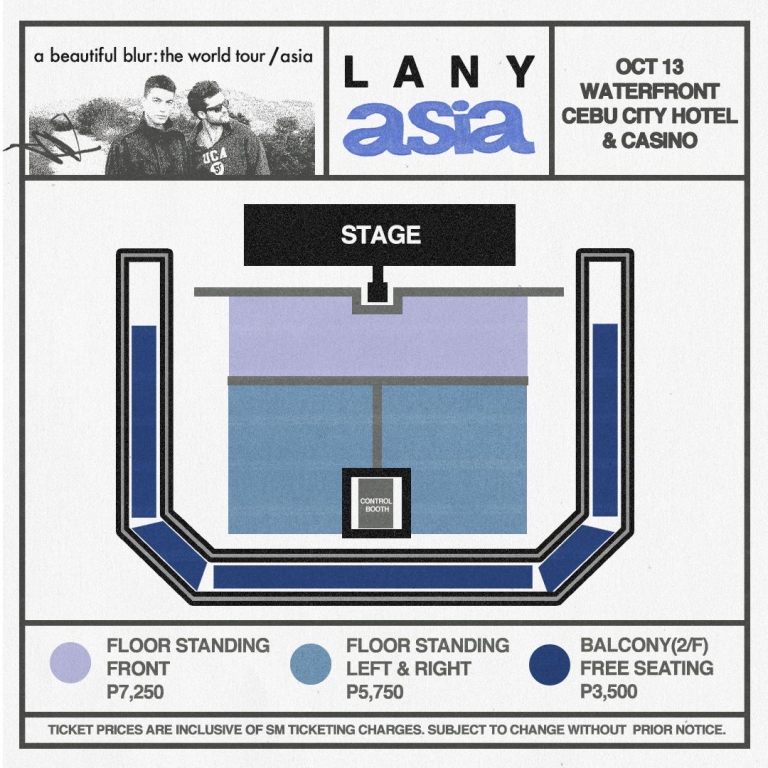 a beautiful blur: the world tour / asia
LANY
asia
OCT 13
WATERFRONT
CEBU CITY HOTEL
& CASINO
UCA
STAGE
CONTROL
BOOTH
FLOOR STANDING
FRONT
P7,250
FLOOR STANDING
LEFT & RIGHT
P5,750
BALCONY(2/F)
FREE SEATING
P3,500
TICKET PRICES ARE INCLUSIVE OF SM TICKETING CHARGES. SUBJECT TO CHANGE WITHOUT PRIOR NOTICE.